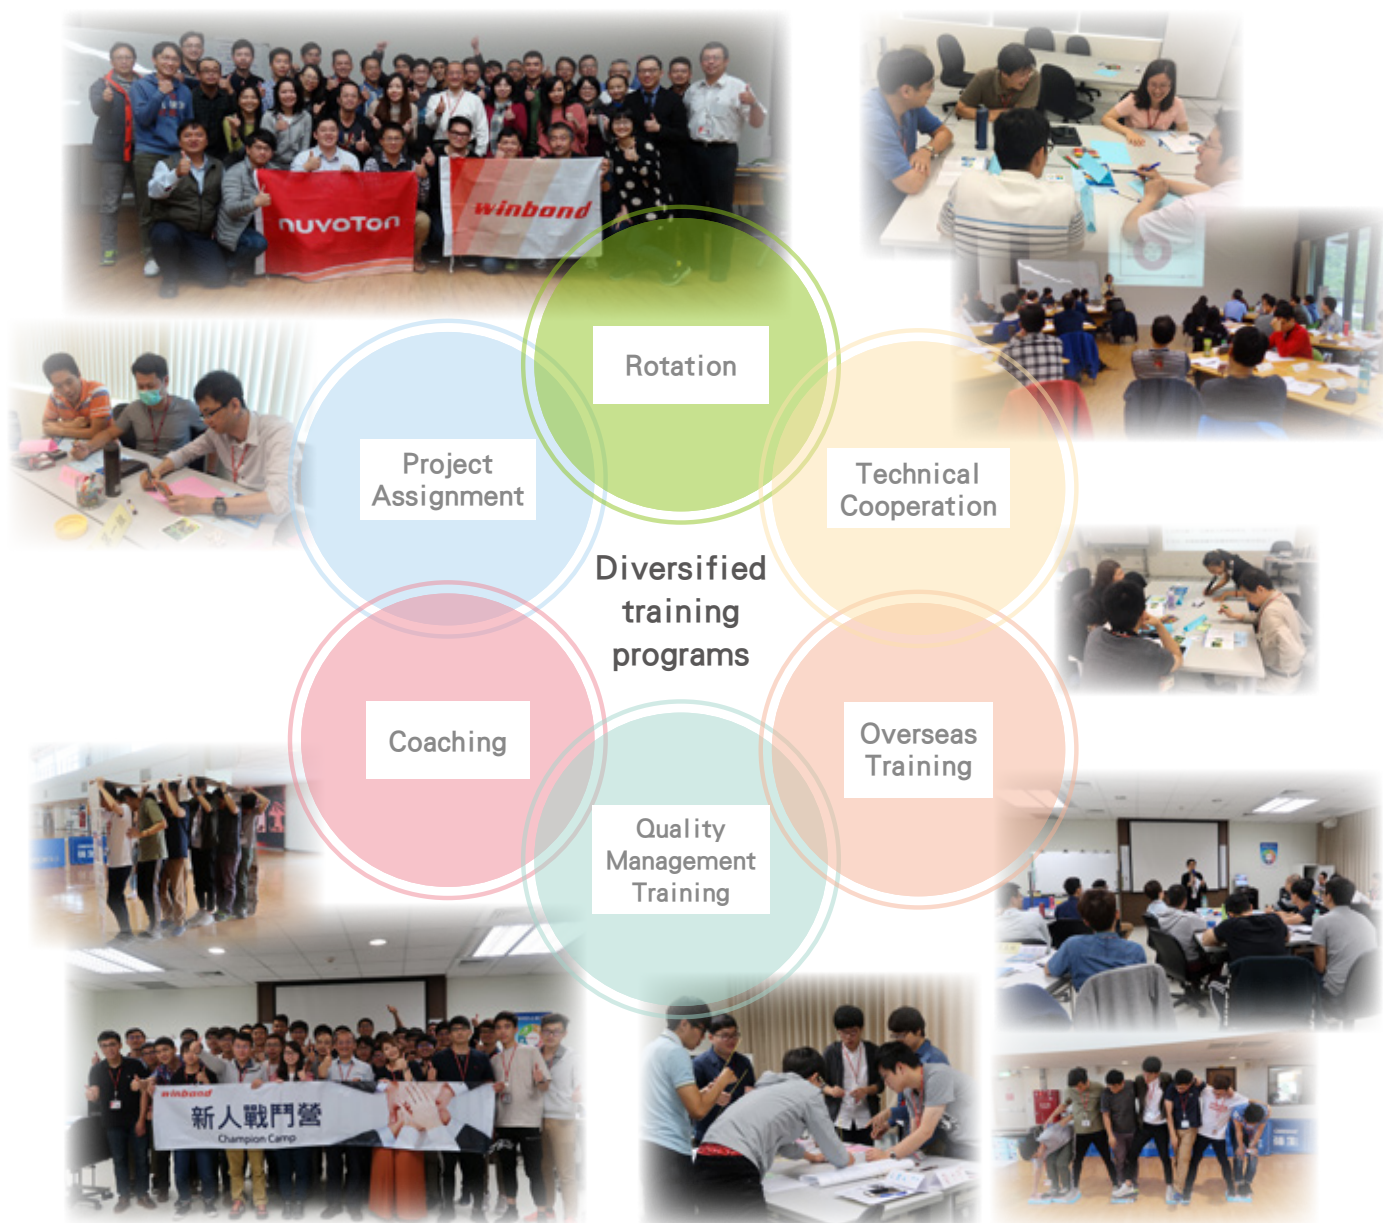 nuvoTon
winbond
Rotation
Project
Assignment
Technical
Cooperation
Diversified
training
programs
Coaching
Overseas
Training
Quality
Management
Training
winbond
新人戰鬥營
Champion Camp